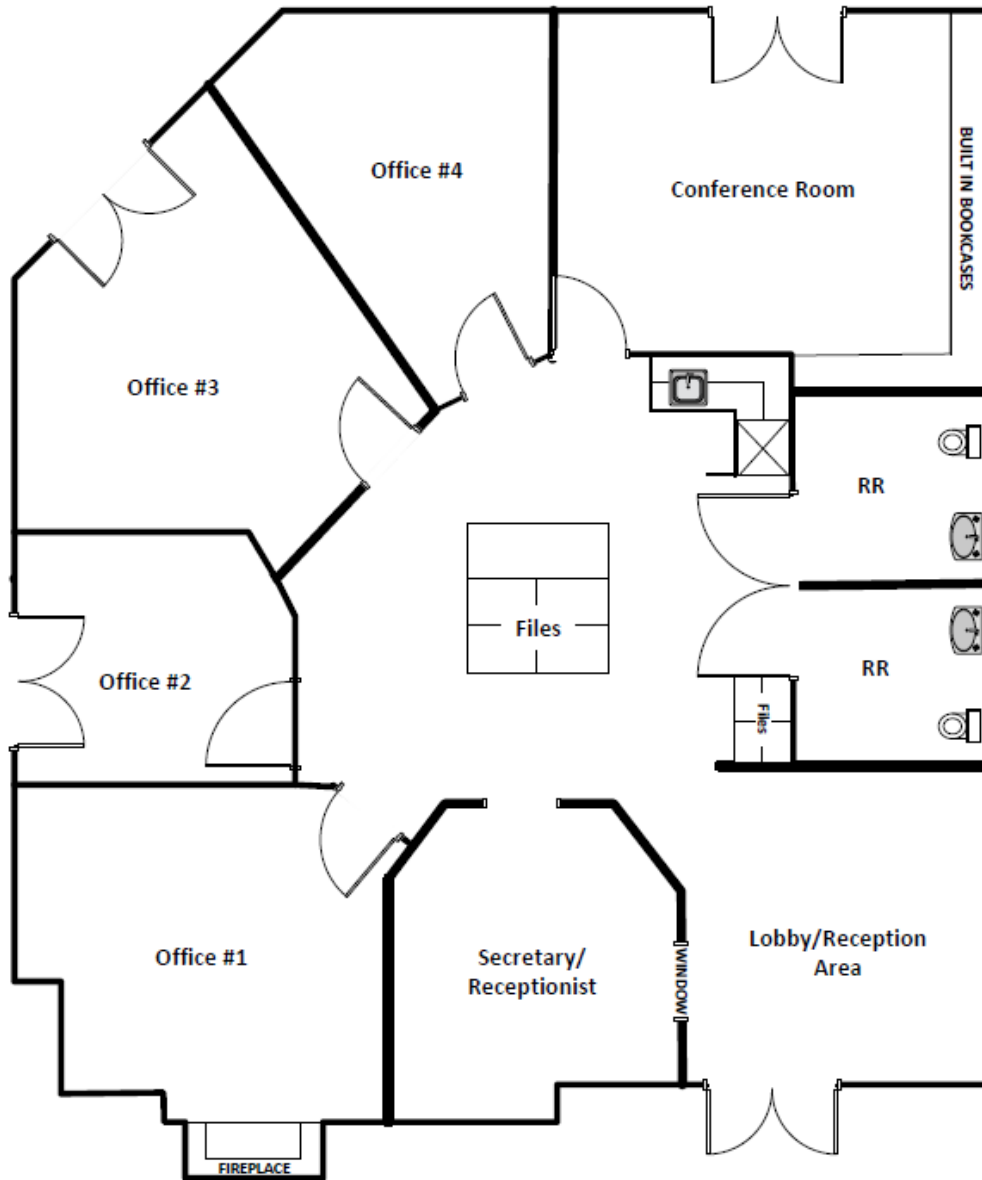 Office #4
Conference Room
BUILT IN BOOKCASES
Office #3
RR
Files
Office #2
RR
Files
Office #1
Secretary/
Receptionist
WINDOW
Lobby/Reception
Area
FIREPLACE